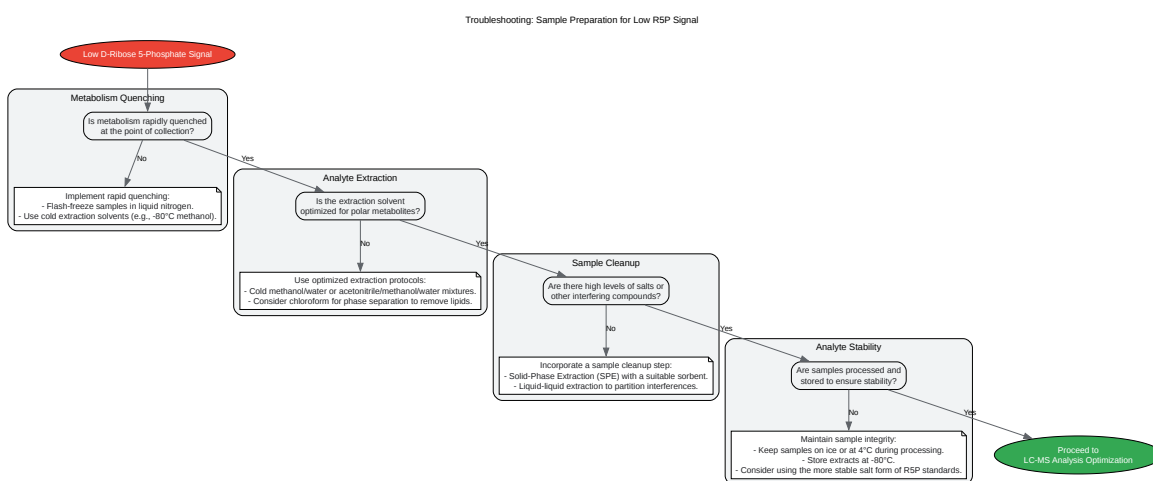 Troubleshooting: Sample Preparation for Low R5P Signal
Low D-Ribose 5-Phosphate Signal
Metabolism Quenching
Is metabolism rapidly quenched
at the point of collection?
No
Yes
Implement rapid quenching:
- Flash-freeze samples in liquid nitrogen.
- Use cold extraction solvents (e.g., -80°C methanol).
Analyte Extraction
Is the extraction solvent
optimized for polar metabolites?
No
Yes
Use optimized extraction protocols:
- Cold methanol/water or acetonitrile/methanol/water mixtures.
- Consider chloroform for phase separation to remove lipids.
Sample Cleanup
Are there high levels of salts or
other interfering compounds?
No
Yes
Incorporate a sample cleanup step:
- Solid-Phase Extraction (SPE) with a suitable sorbent.
- Liquid-liquid extraction to partition interferences.
Analyte Stability
Are samples processed and
stored to ensure stability?
No
Yes
Maintain sample integrity:
- Keep samples on ice or at 4°C during processing.
- Store extracts at -80°C.
- Consider using the more stable salt form of R5P standards.
Proceed to
LC-MS Analysis Optimization